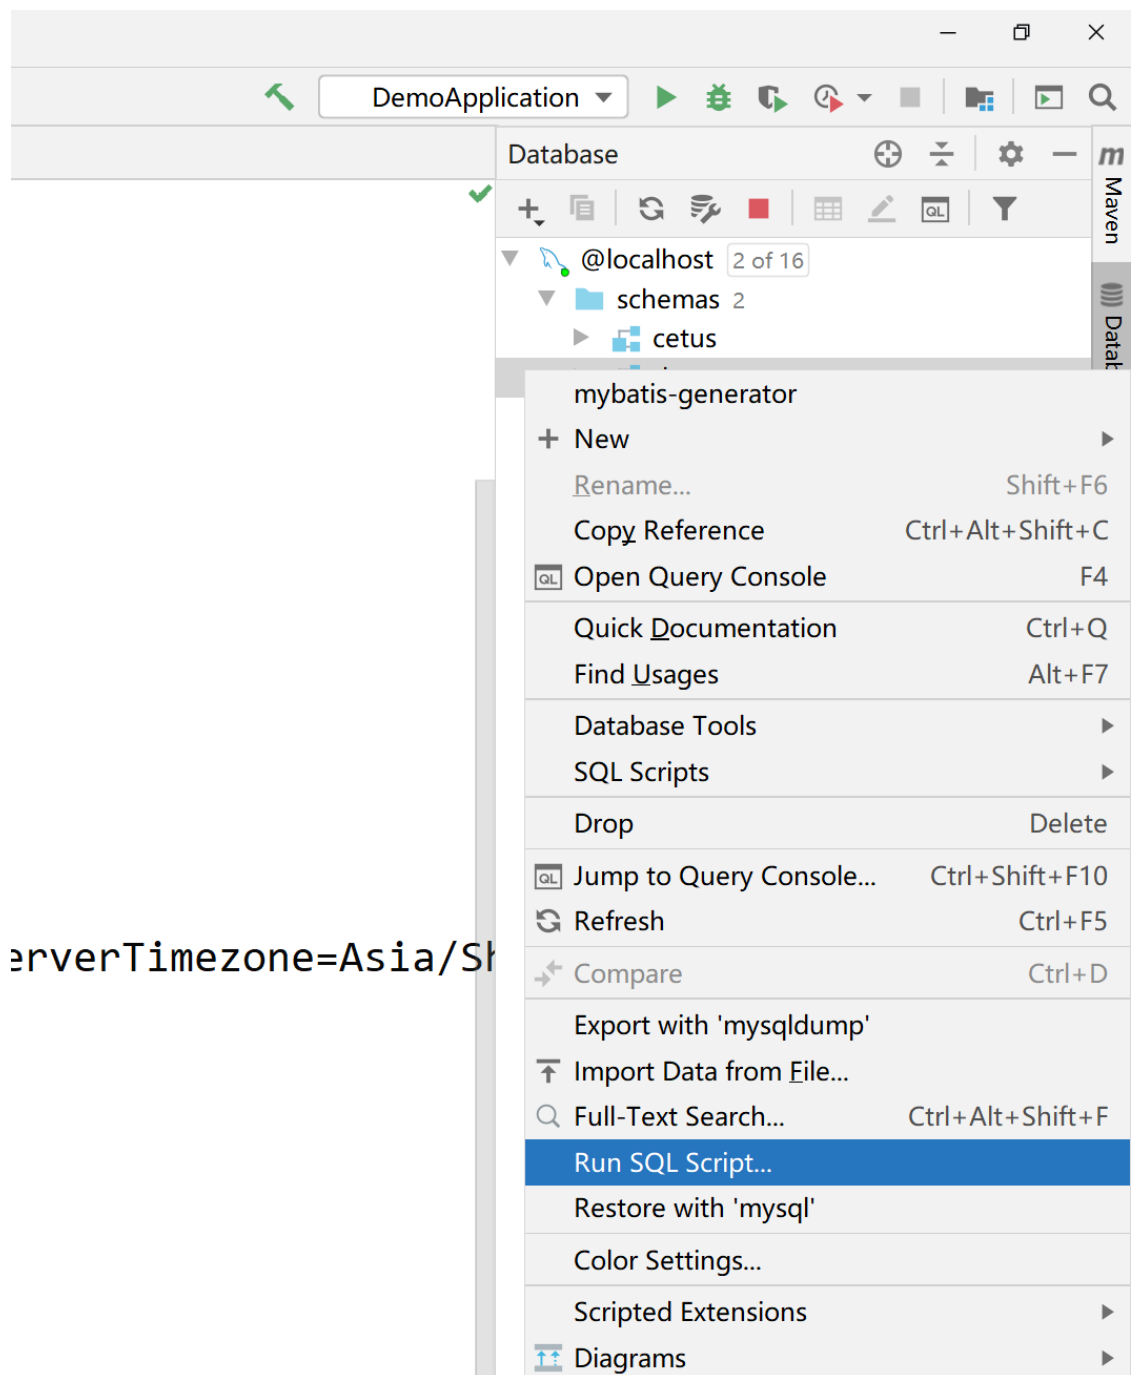 DemoApplication
Database
m Maven
@localhost 2 of 16
schemas 2
cetus
Datab
mybatis-generator
New
Rename... Shift+F6
Copy Reference Ctrl+Alt+Shift+C
QL Open Query Console F4
Quick Documentation Ctrl+Q
Find Usages Alt+F7
Database Tools
SQL Scripts
Drop Delete
QL Jump to Query Console... Ctrl+Shift+F10
Refresh Ctrl+F5
erverTimezone=Asia/Sh
Compare Ctrl+D
Export with 'mysqldump'
Import Data from File...
Full-Text Search... Ctrl+Alt+Shift+F
Run SQL Script...
Restore with 'mysql'
Color Settings...
Scripted Extensions
Diagrams